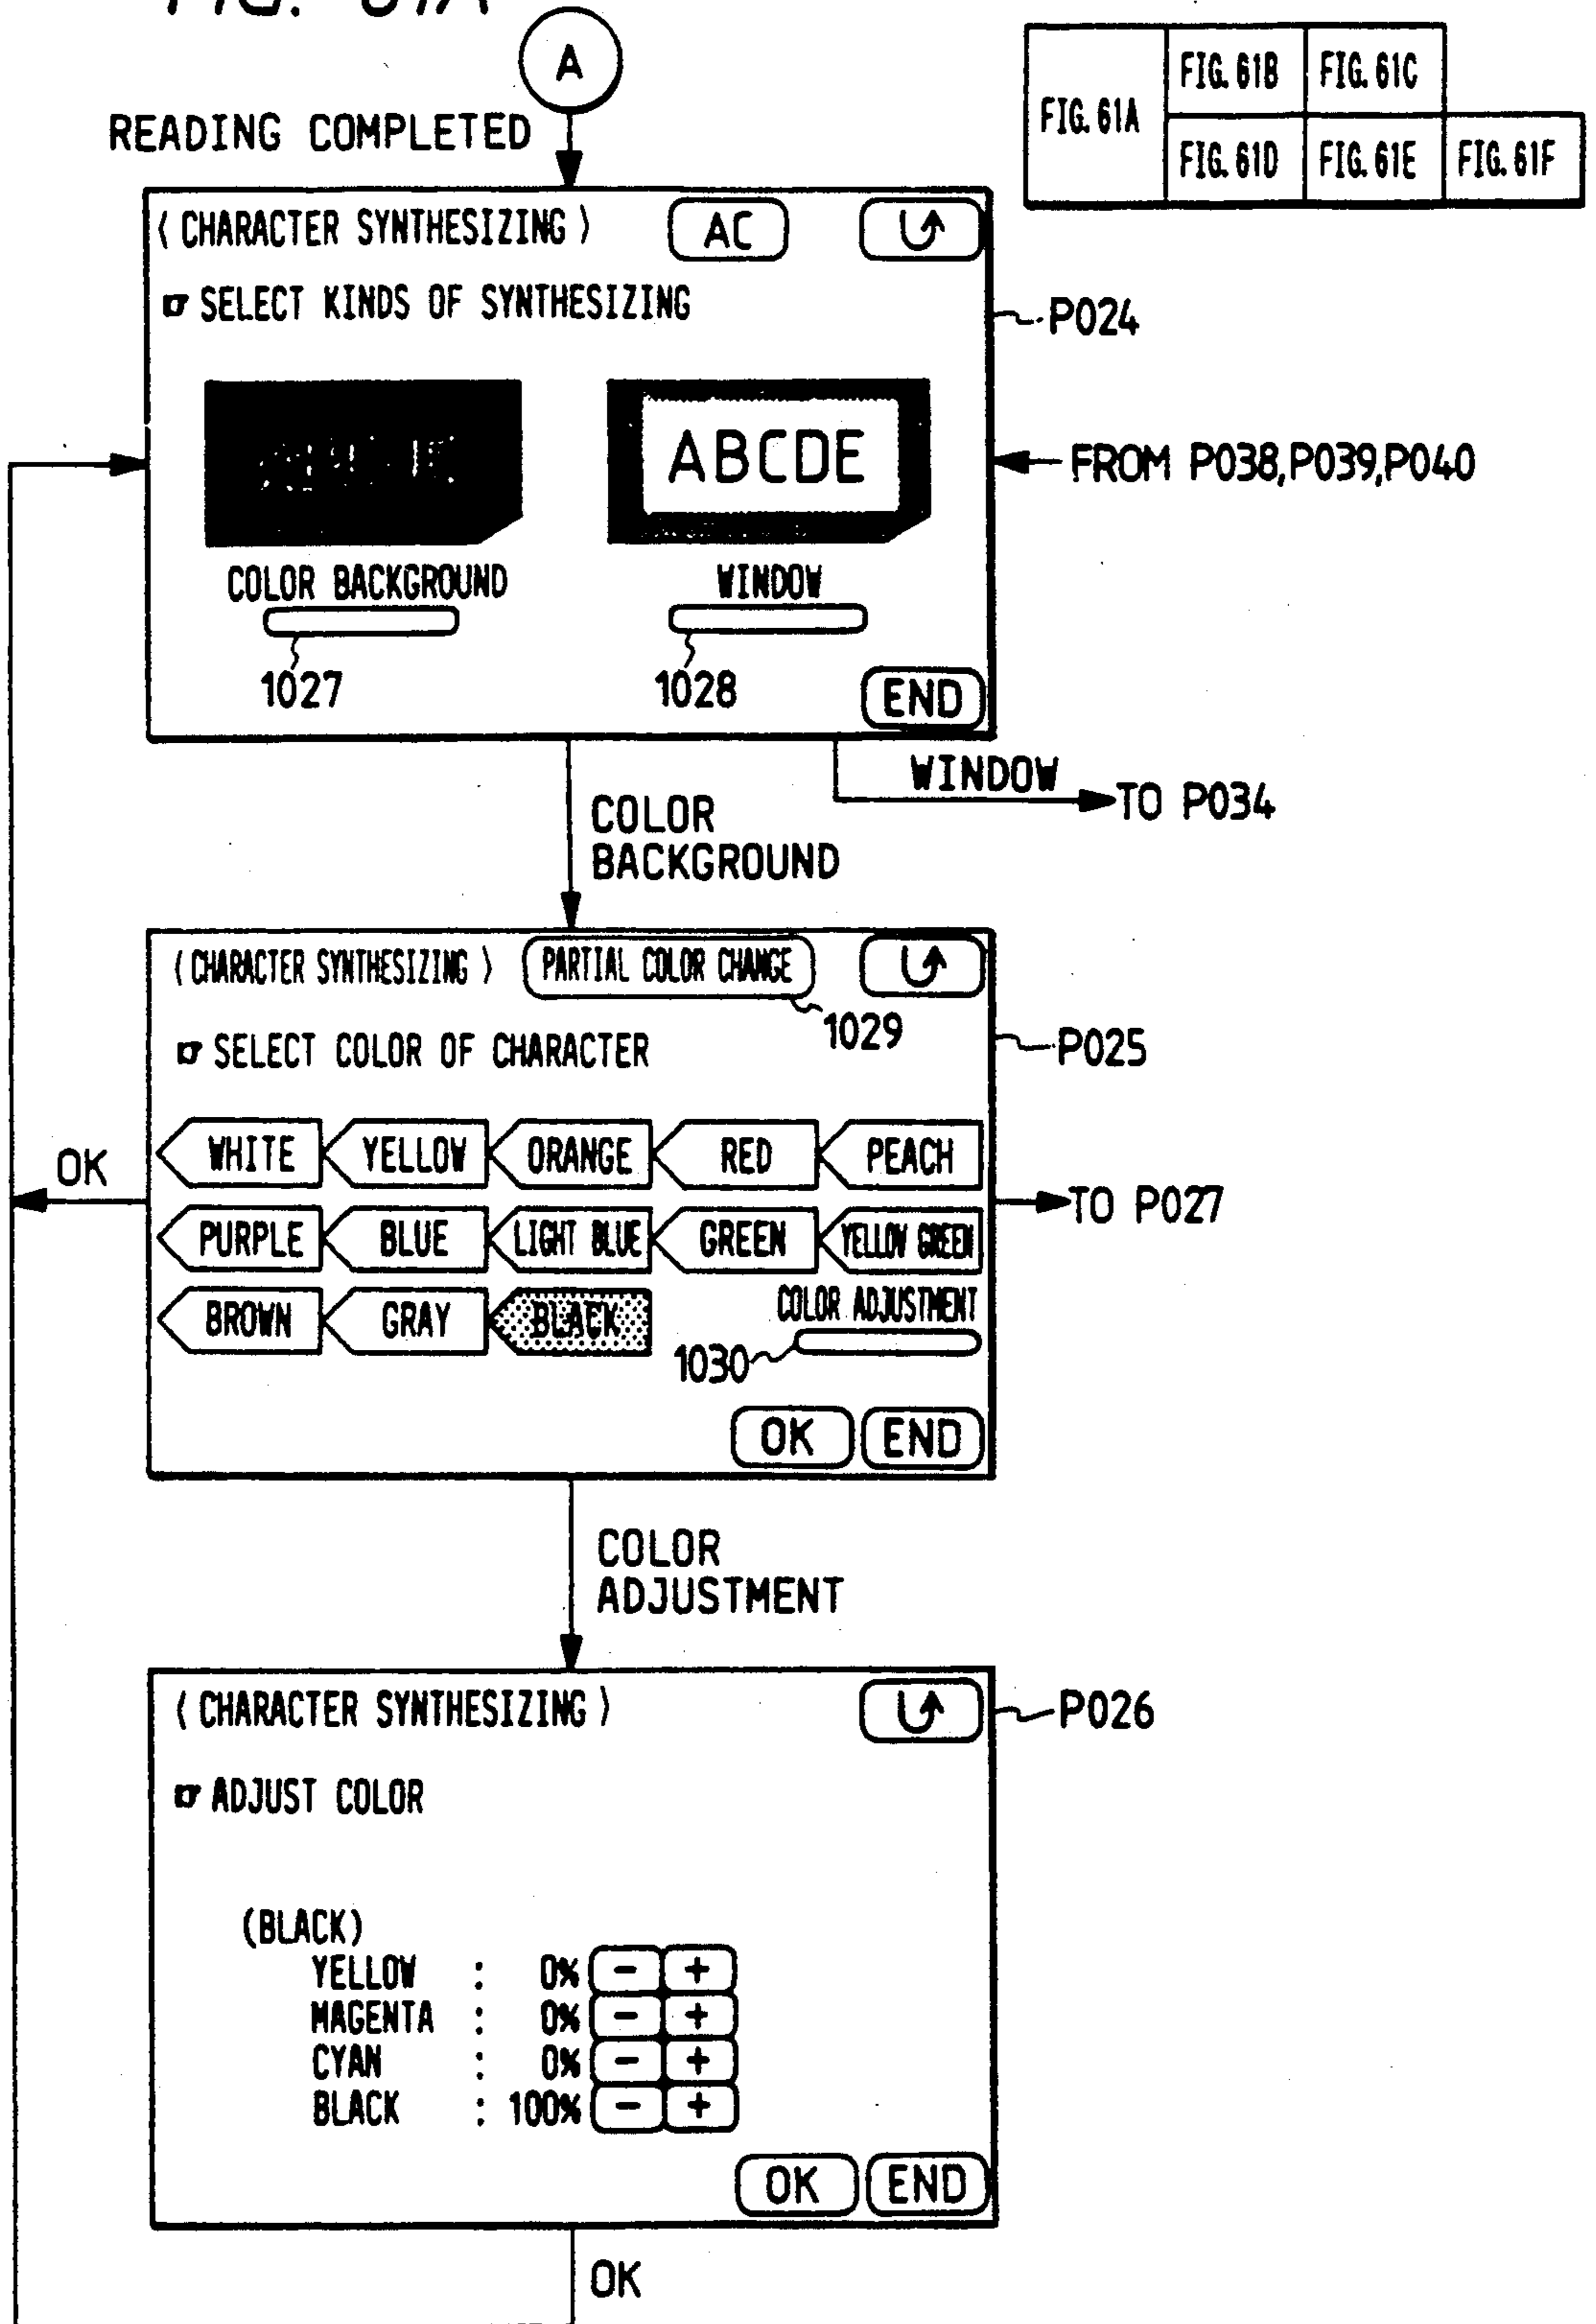 FIG. 61A
A
FIG. 61A
FIG. 61B
FIG. 61C
FIG. 61D
FIG. 61E
FIG. 61F
READING COMPLETED
〈 CHARACTER SYNTHESIZING 〉
AC
☞ SELECT KINDS OF SYNTHESIZING
P024
ABCDE
FROM P038,P039,P040
COLOR BACKGROUND
WINDOW
1027
1028
END
WINDOW
TO P034
COLOR
BACKGROUND
〈 CHARACTER SYNTHESIZING 〉
PARTIAL COLOR CHANGE
1029
☞ SELECT COLOR OF CHARACTER
P025
WHITE
YELLOW
ORANGE
RED
PEACH
OK
TO P027
PURPLE
BLUE
LIGHT BLUE
GREEN
YELLOW GREEN
BROWN
GRAY
BLACK
COLOR ADJUSTMENT
1030
OK
END
COLOR
ADJUSTMENT
〈 CHARACTER SYNTHESIZING 〉
P026
☞ ADJUST COLOR
(BLACK)
YELLOW : 0% - +
MAGENTA : 0% - +
CYAN : 0% - +
BLACK : 100% - +
OK
END
OK